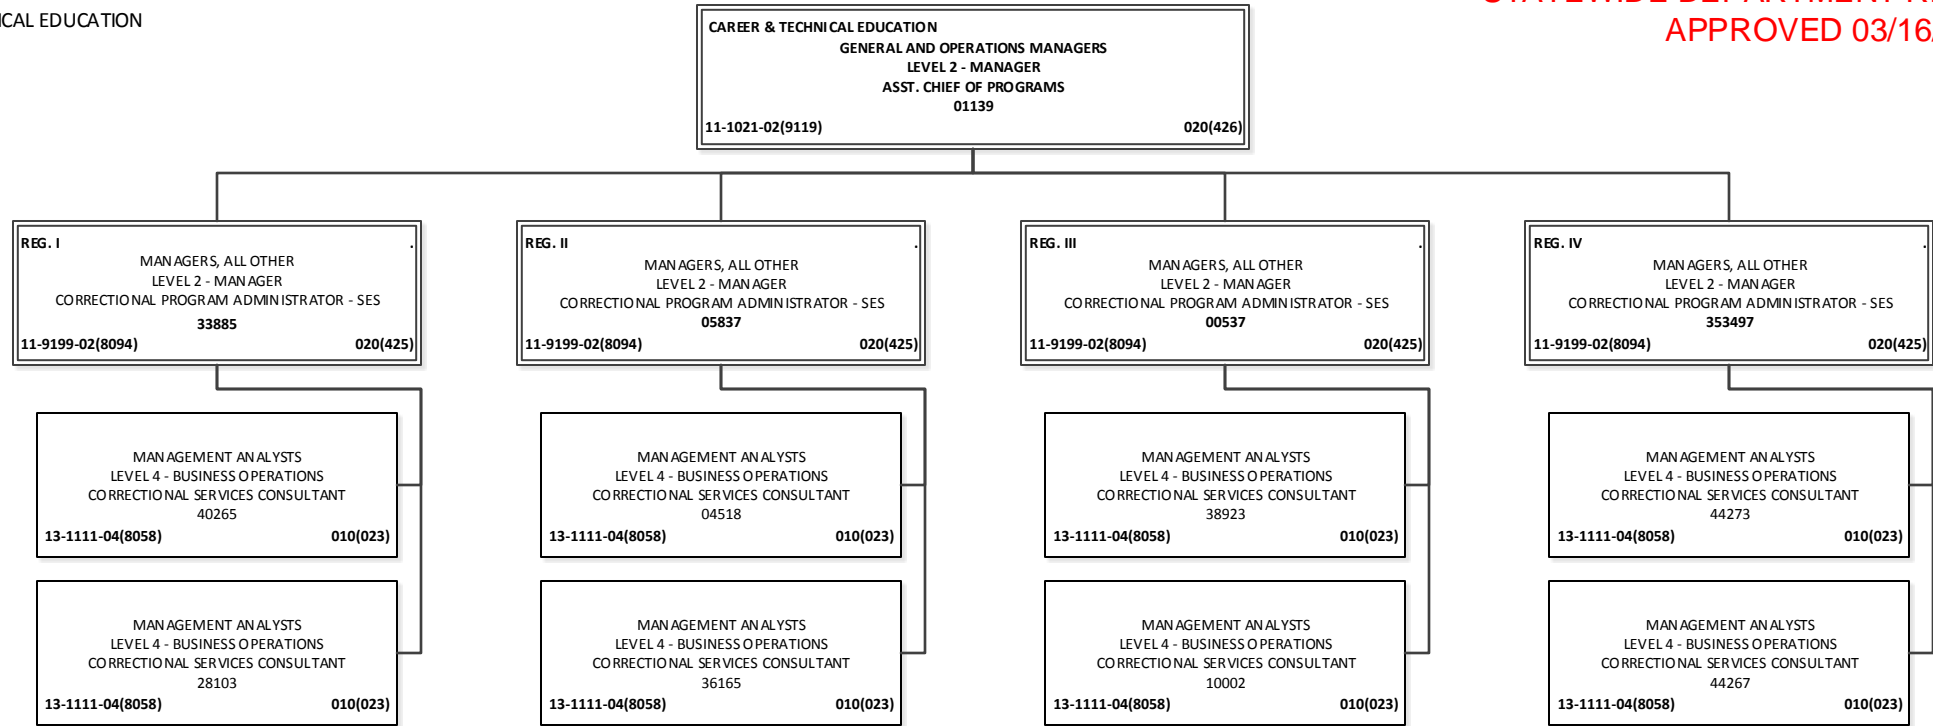 EDUCATION
APPROVED
CAREER & TECHNICAL EDUCATION
GENERAL AND OPERATIONS MANAGERS
LEVEL 2 - MANAGER
ASST. CHIEF OF PROGRAMS
01139
11-1021-02(9119) 020(426)
REG. I .
MANAGERS, ALL OTHER
LEVEL 2 - MANAGER
CORRECTIONAL PROGRAM ADMINISTRATOR - SES
33885
11-9199-02(8094) 020(425)
REG. II .
MANAGERS, ALL OTHER
LEVEL 2 - MANAGER
CORRECTIONAL PROGRAM ADMINISTRATOR - SES
05837
11-9199-02(8094) 020(425)
REG. III .
MANAGERS, ALL OTHER
LEVEL 2 - MANAGER
CORRECTIONAL PROGRAM ADMINISTRATOR - SES
00537
11-9199-02(8094) 020(425)
REG. IV .
MANAGERS, ALL OTHER
LEVEL 2 - MANAGER
CORRECTIONAL PROGRAM ADMINISTRATOR - SES
353497
11-9199-02(8094) 020(425)
MANAGEMENT ANALYSTS
LEVEL 4 - BUSINESS OPERATIONS
CORRECTIONAL SERVICES CONSULTANT
40265
13-1111-04(8058) 010(023)
MANAGEMENT ANALYSTS
LEVEL 4 - BUSINESS OPERATIONS
CORRECTIONAL SERVICES CONSULTANT
04518
13-1111-04(8058) 010(023)
MANAGEMENT ANALYSTS
LEVEL 4 - BUSINESS OPERATIONS
CORRECTIONAL SERVICES CONSULTANT
38923
13-1111-04(8058) 010(023)
MANAGEMENT ANALYSTS
LEVEL 4 - BUSINESS OPERATIONS
CORRECTIONAL SERVICES CONSULTANT
44273
13-1111-04(8058) 010(023)
MANAGEMENT ANALYSTS
LEVEL 4 - BUSINESS OPERATIONS
CORRECTIONAL SERVICES CONSULTANT
28103
13-1111-04(8058) 010(023)
MANAGEMENT ANALYSTS
LEVEL 4 - BUSINESS OPERATIONS
CORRECTIONAL SERVICES CONSULTANT
36165
13-1111-04(8058) 010(023)
MANAGEMENT ANALYSTS
LEVEL 4 - BUSINESS OPERATIONS
CORRECTIONAL SERVICES CONSULTANT
10002
13-1111-04(8058) 010(023)
MANAGEMENT ANALYSTS
LEVEL 4 - BUSINESS OPERATIONS
CORRECTIONAL SERVICES CONSULTANT
44267
13-1111-04(8058) 010(023)